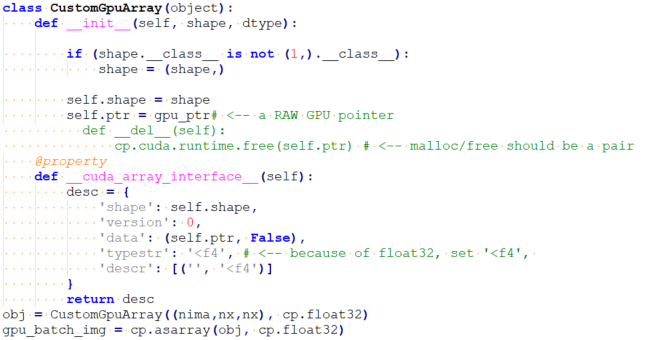 class CustomGpuArray(object):
    def __init__(self, shape, dtype):

        if (shape.__class__ is not (1,).__class__):
            shape = (shape,)

        self.shape = shape
        self.ptr = gpu_ptr# <-- a RAW GPU pointer
          def __del__(self):
              cp.cuda.runtime.free(self.ptr) # <-- malloc/free should be a pair
    @property
    def __cuda_array_interface__(self):
        desc = {
            'shape': self.shape,
            'version': 0,
            'data': (self.ptr, False),
            'typestr': '<f4', # <-- because of float32, set '<f4',
            'descr': [('', '<f4')]
        }
        return desc
obj = CustomGpuArray((nima,nx,nx), cp.float32)
gpu_batch_img = cp.asarray(obj, cp.float32)